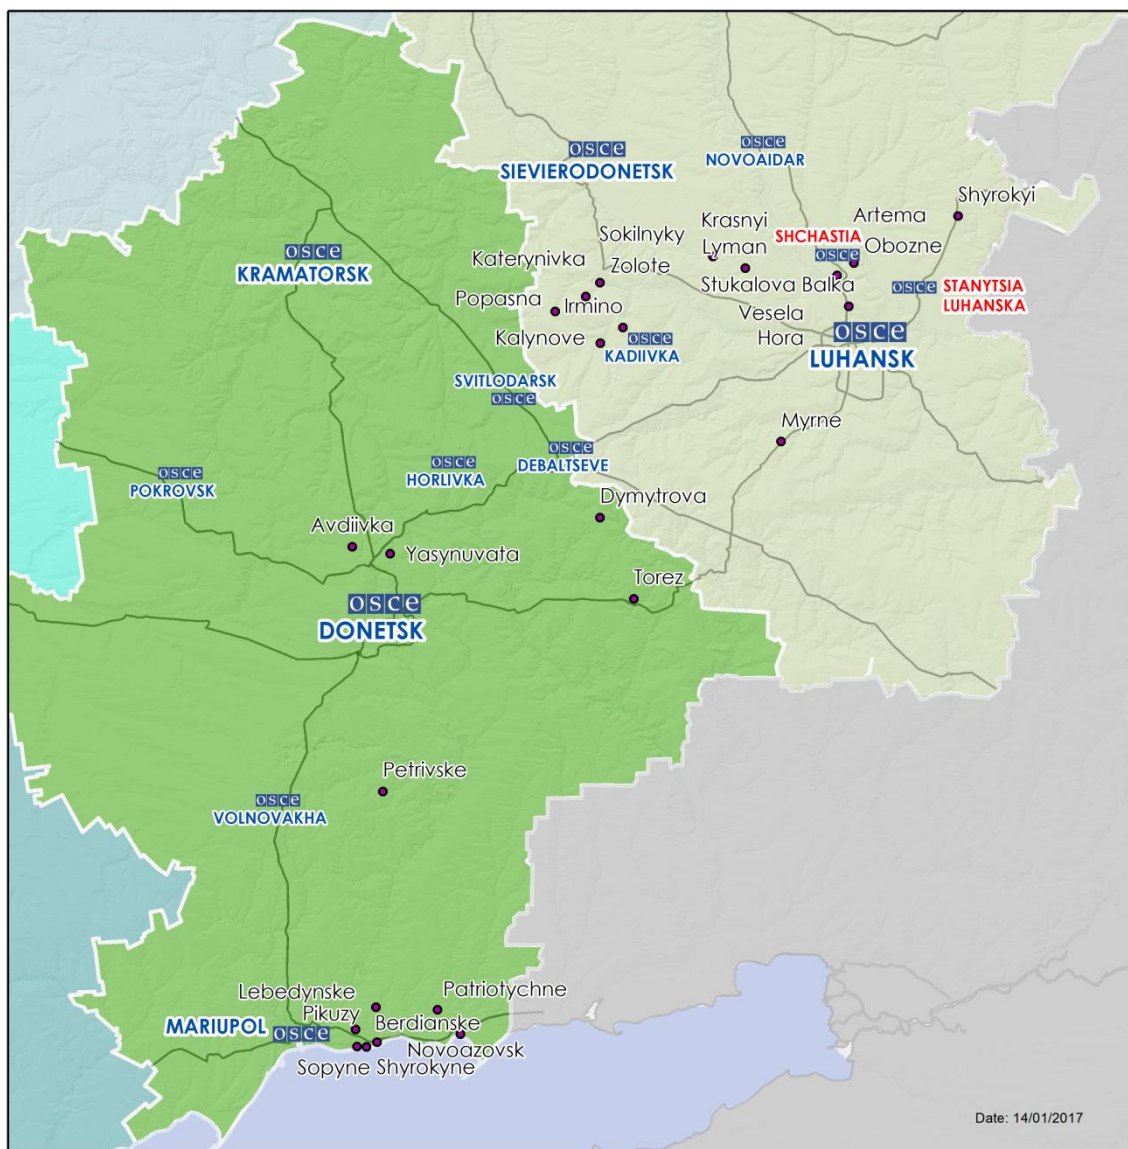 osce
SIEVIERODONETSK
osce
NOVOAIDAR
Shyrokyi
Artema
Krasnyi
Lyman
SHCHASTIA
osce
Obozne
Sokilnyky
osce
KRAMATORSK
Katerynivka
Zolote
Stukalova Balka
osce
STANYTSIA
LUHANSKA
Popasna
Irmino
Vesela
Hora
Kalynove
osce
KADIIVKA
osce
LUHANSK
SVITLODARSK
osce
Myrne
osce
DEBALTSEVE
osce
HORLIVKA
osce
POKROVSK
Dymytrova
Avdiivka
Yasynuvata
Torez
osce
DONETSK
Petrivske
osce
VOLNOVAKHA
Lebedynske
Patriotychne
Pikuzy
MARIUPOL
osce
Berdianske
Novoazovsk
Sopyne
Shyrokyne
Date: 14/01/2017